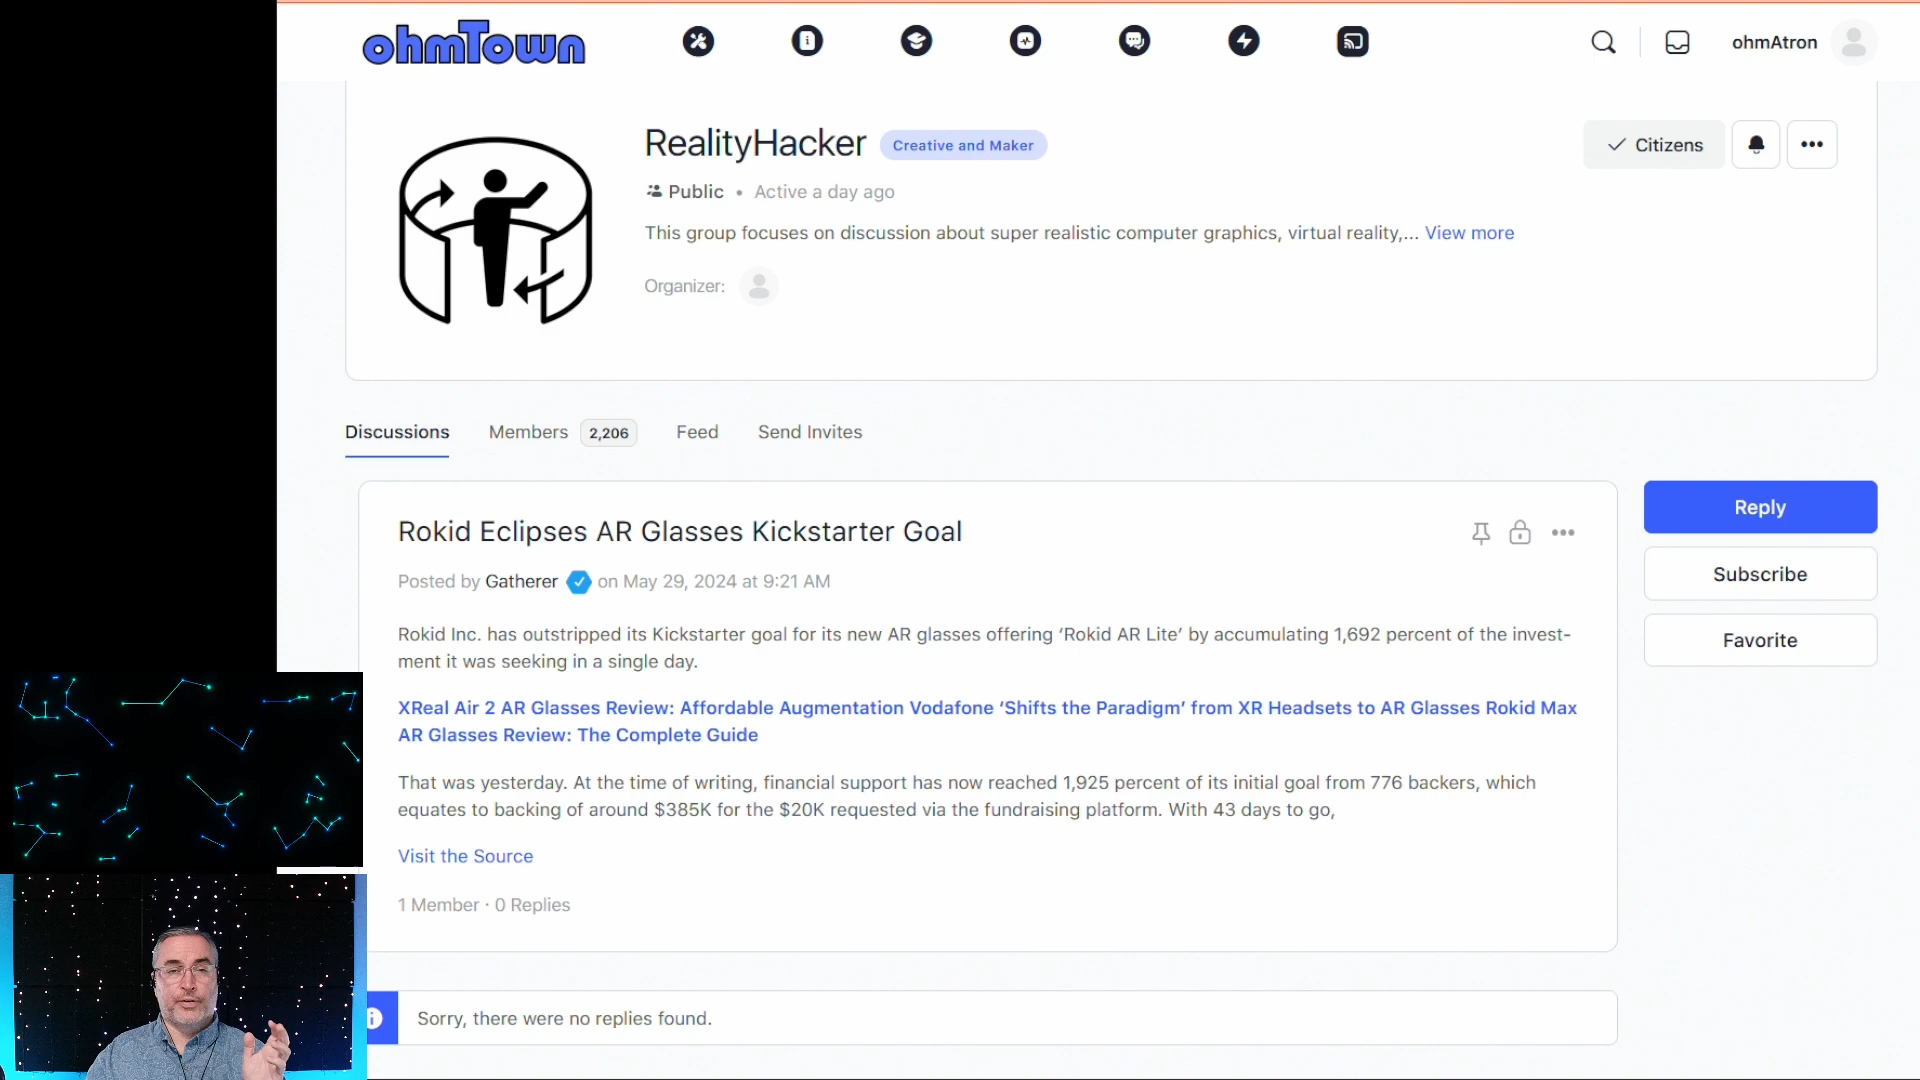 ohmTown
ohmAtron
RealityHacker
Creative and Maker
Citizens
Public • Active a day ago
This group focuses on discussion about super realistic computer graphics, virtual reality,... View more
Organizer:
Discussions
Members 2,206
Feed
Send Invites
Rokid Eclipses AR Glasses Kickstarter Goal
Posted by Gatherer on May 29, 2024 at 9:21 AM
Rokid Inc. has outstripped its Kickstarter goal for its new AR glasses offering ‘Rokid AR Lite’ by accumulating 1,692 percent of the invest-
ment it was seeking in a single day.
XReal Air 2 AR Glasses Review: Affordable Augmentation Vodafone ‘Shifts the Paradigm’ from XR Headsets to AR Glasses Rokid Max
AR Glasses Review: The Complete Guide
That was yesterday. At the time of writing, financial support has now reached 1,925 percent of its initial goal from 776 backers, which
equates to backing of around $385K for the $20K requested via the fundraising platform. With 43 days to go,
Visit the Source
1 Member · 0 Replies
Reply
Subscribe
Favorite
Sorry, there were no replies found.